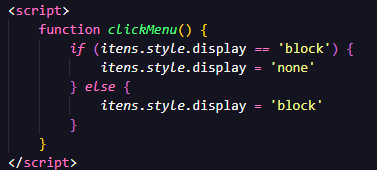 <script>
    function clickMenu() {
        if (itens.style.display == 'block') {
            itens.style.display = 'none'
        } else {
            itens.style.display = 'block'
        }
    }
</script>